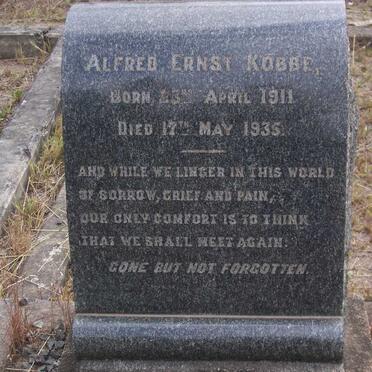 ALFRED ERNST KOBBE,
BORN 23RD APRIL 1911
DIED 17TH MAY 1935.
AND WHILE WE LINGER IN THIS WORLD
OF SORROW, GRIEF AND PAIN,
OUR ONLY COMFORT IS TO THINK
THAT WE SHALL MEET AGAIN.
GONE BUT NOT FORGOTTEN.